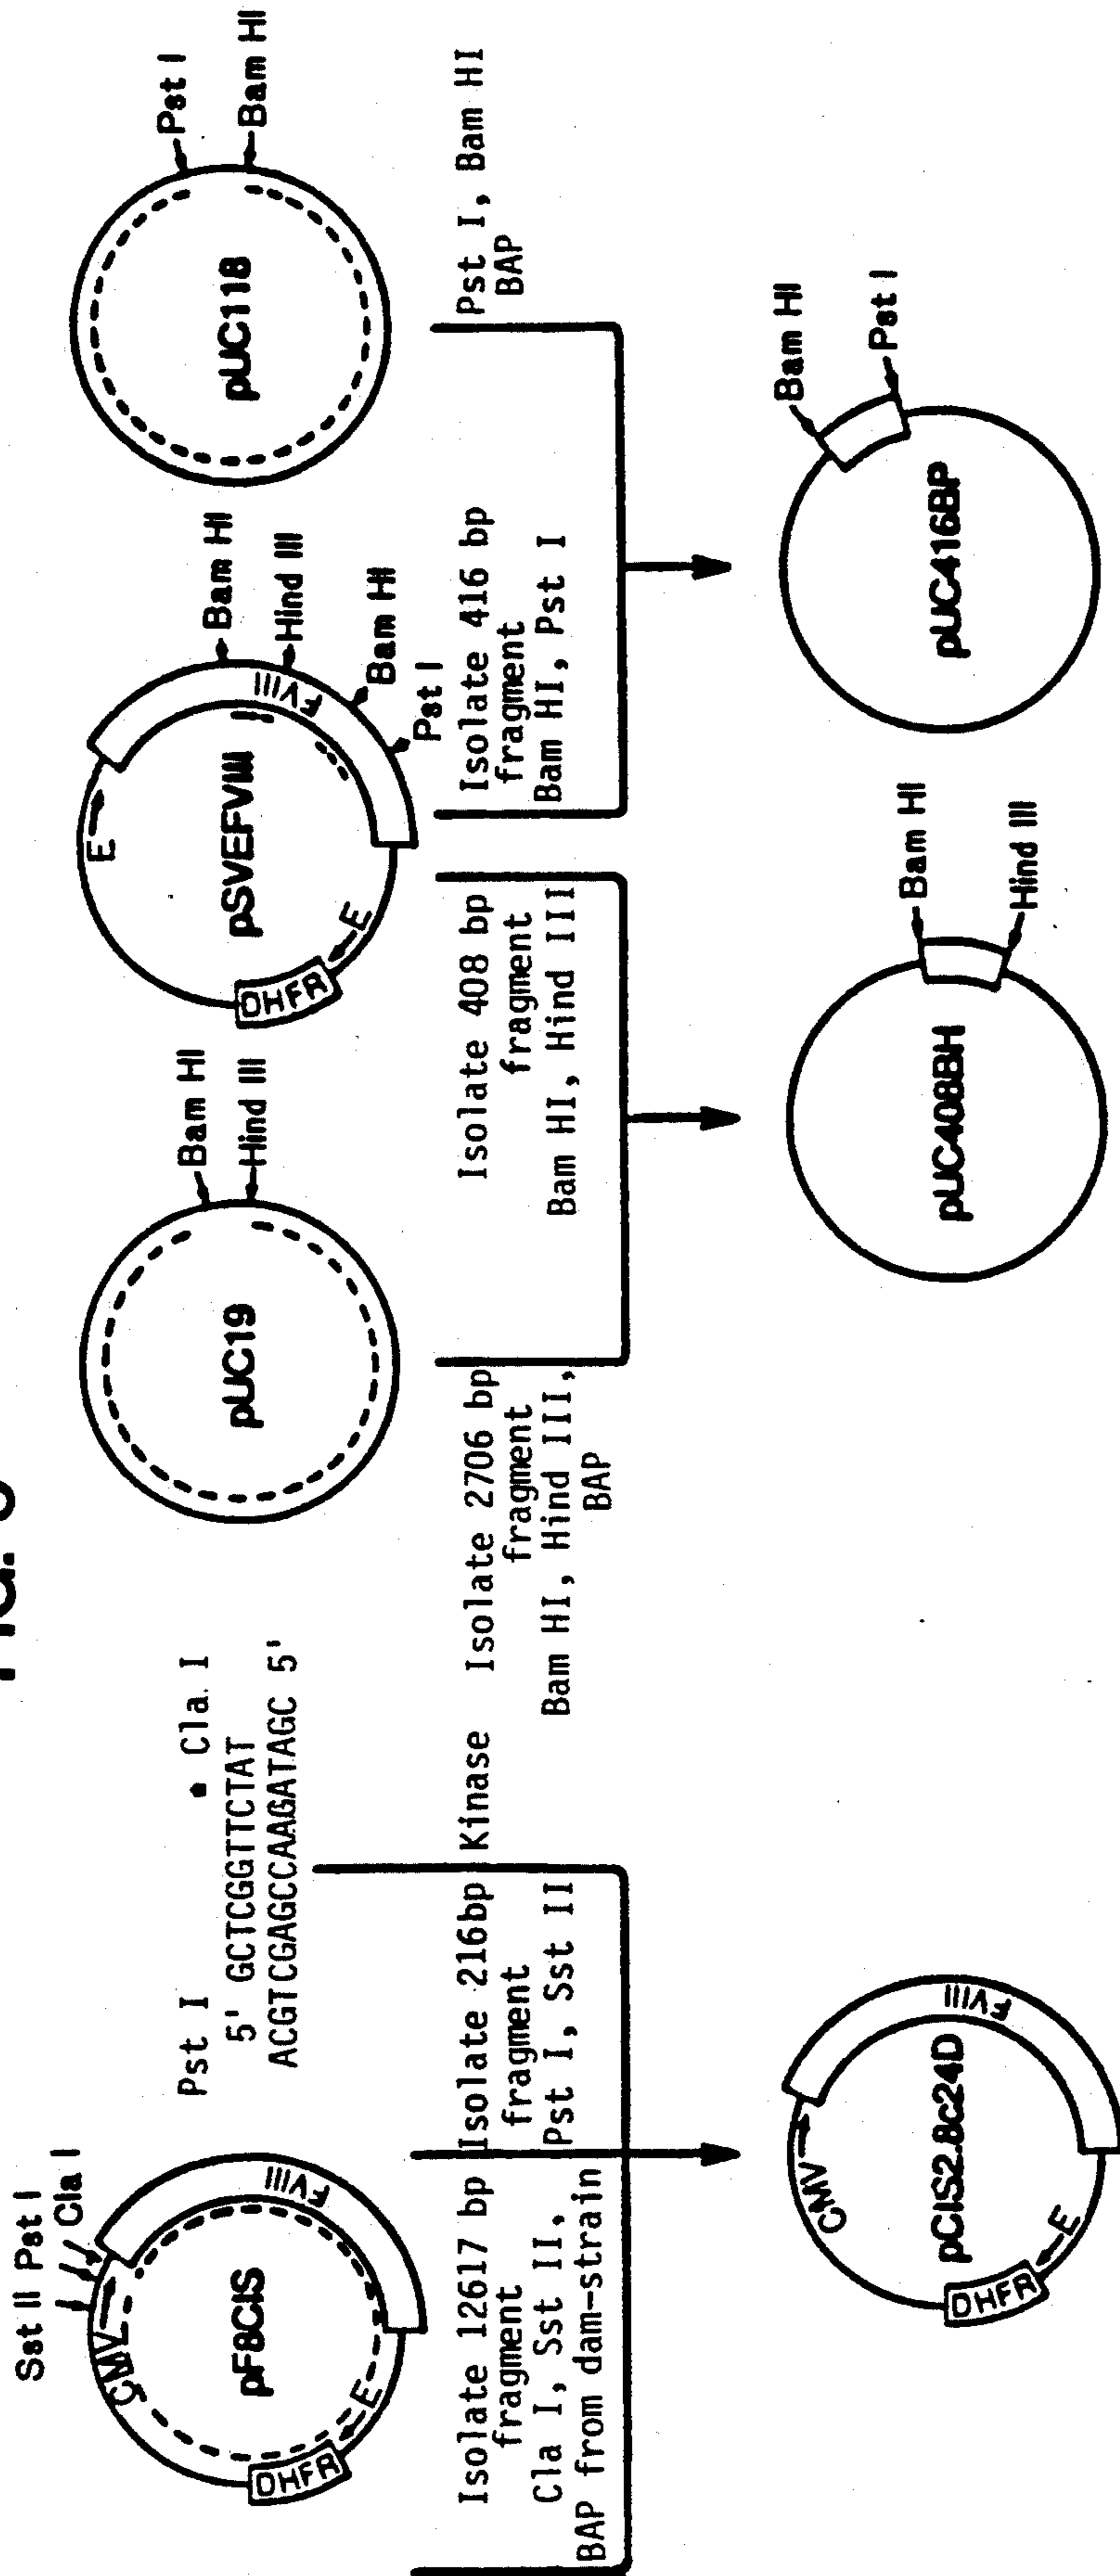 FIG.
Sst II Pst I
Cla I
CMV
FVIII
pF8CIS
DHFR
E
Pst I
Cla I
5' GCTCGGTTCTAT
ACGTCGAGCCAAGATAGC 5'
Bam HI
Hind III
pUC19
E
Bam HI
Hind III
FVIII
Bam HI
Pst I
pSVEFVIII
DHFR
E
Pst I
Bam HI
pUC118
Isolate 12617 bp
fragment
Cla I, Sst II,
BAP from dam-strain
Isolate 216bp
fragment
Pst I, Sst II
Kinase
Isolate 2706 bp
fragment
Bam HI, Hind III,
BAP
Isolate 408 bp
fragment
Bam HI, Hind III
Isolate 416 bp
fragment
Bam HI, Pst I
Pst I, Bam HI
BAP
CMV
FVIII
pCIS2.8c24D
DHFR
E
Bam HI
Hind III
pUC408BH
Bam HI
Pst I
pUC416BP